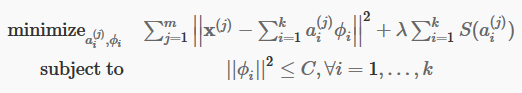 minimize_{a_i^{(j)}, ϕ_i} ∑_{j=1}^{m} ||x^{(j)} − ∑_{i=1}^{k} a_i^{(j)} ϕ_i||^2 + λ ∑_{i=1}^{k} S(a_i^{(j)})
subject to ||ϕ_i||^2 ≤ C, ∀i = 1, . . . , k